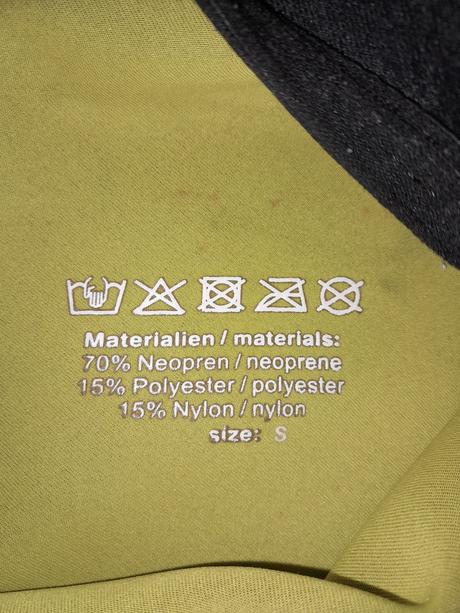 Materialien / materials:
70% Neopren / neoprene
15% Polyester / polyester
15% Nylon / nylon
size: S